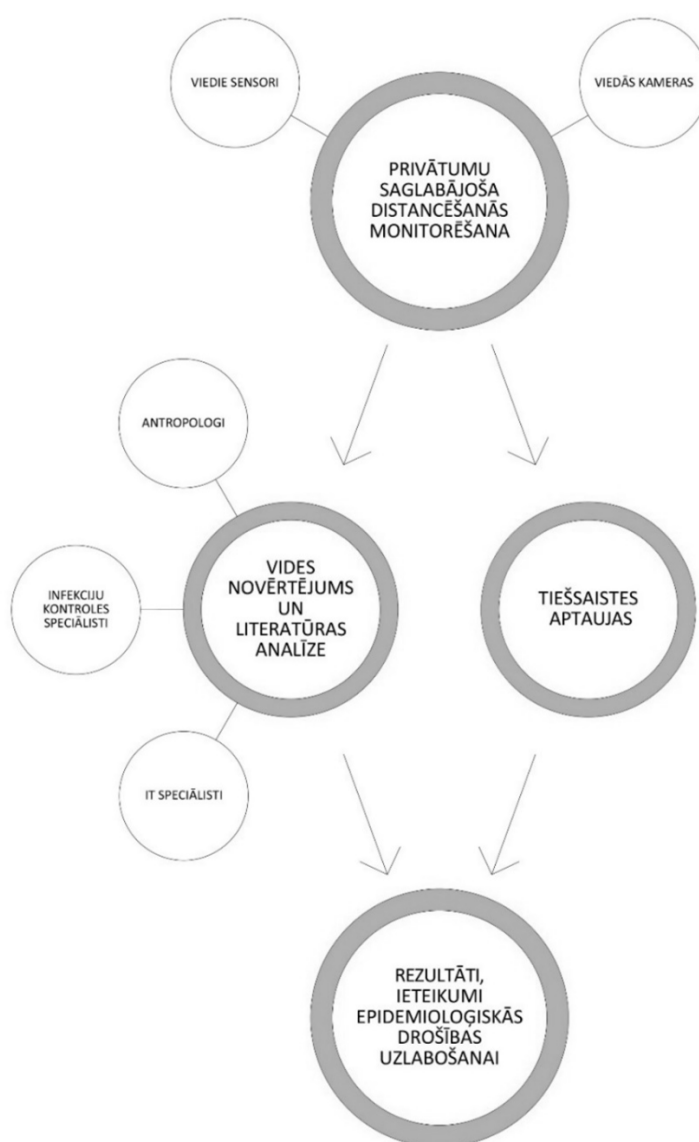 VIEDIE SENSORI
VIEDĀS KAMERAS
PRIVĀTUMU
SAGLABĀJOŠA
DISTANCĒŠANĀS
MONITORĒŠANA
ANTROPOLOGI
INFEKCIJU
KONTROLES
SPECIĀLISTI
IT SPECIĀLISTI
VIDES
NOVĒRTĒJUMS
UN
LITERATŪRAS
ANALĪZE
TIEŠSAISTES
APTAUJAS
REZULTĀTI,
IETEIKUMI
EPIDEMIOLOĢISKĀS
DROŠĪBAS
UZLABOŠANAI